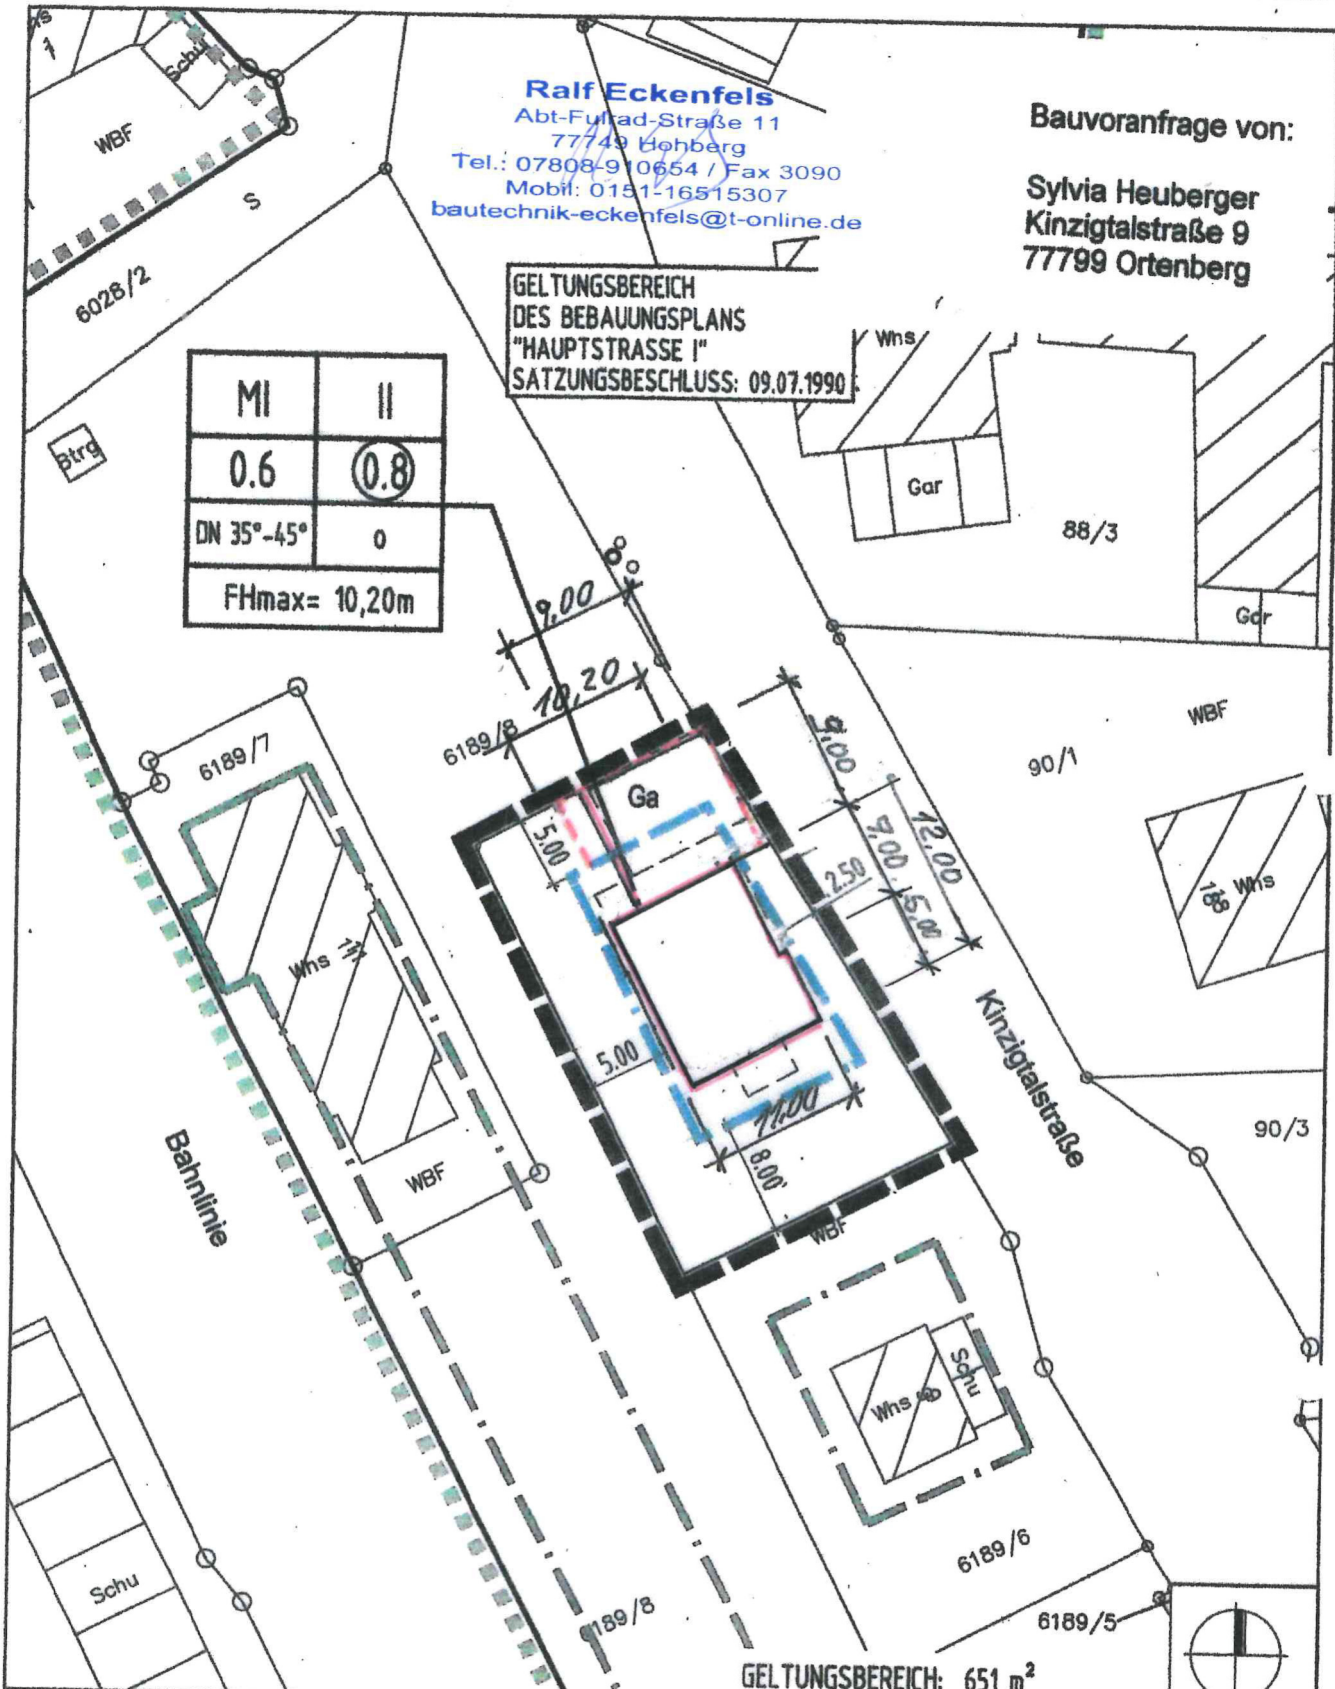 Ralf Eckenfels
Abt-Fulrad-Straße 11
77749 Hohberg
Tel.: 07808-910654 / Fax 3090
Mobil: 0151-16515307
bautechnik-eckenfels@t-online.de
Bauvoranfrage von:
Sylvia Heuberger
Kinzigtalstraße 9
77799 Ortenberg
Schu
WBF
S
6028/2
GELTUNGSBEREICH
DES BEBAUUNGSPLANS
"HAUPTSTRASSE I"
SATZUNGSBESCHLUSS: 09.07.1990
MI II
0.6 0.8
DN 35°-45° o
FHmax= 10,20m
Btrg
Whs
Gar
88/3
Gar
9,00
10,20
6189/8
6189/7
WBF
90/1
Ga
9,00
7,00
12,00
5,00
5.00
2.50
188 Whs
Whs
5.00
Kinzigtalstraße
11,00
8.00
90/3
Bahnlinie
WBF
WBF
Whs
Schu
6189/6
Schu
6189/8
6189/5
GELTUNGSBEREICH: 651 m²